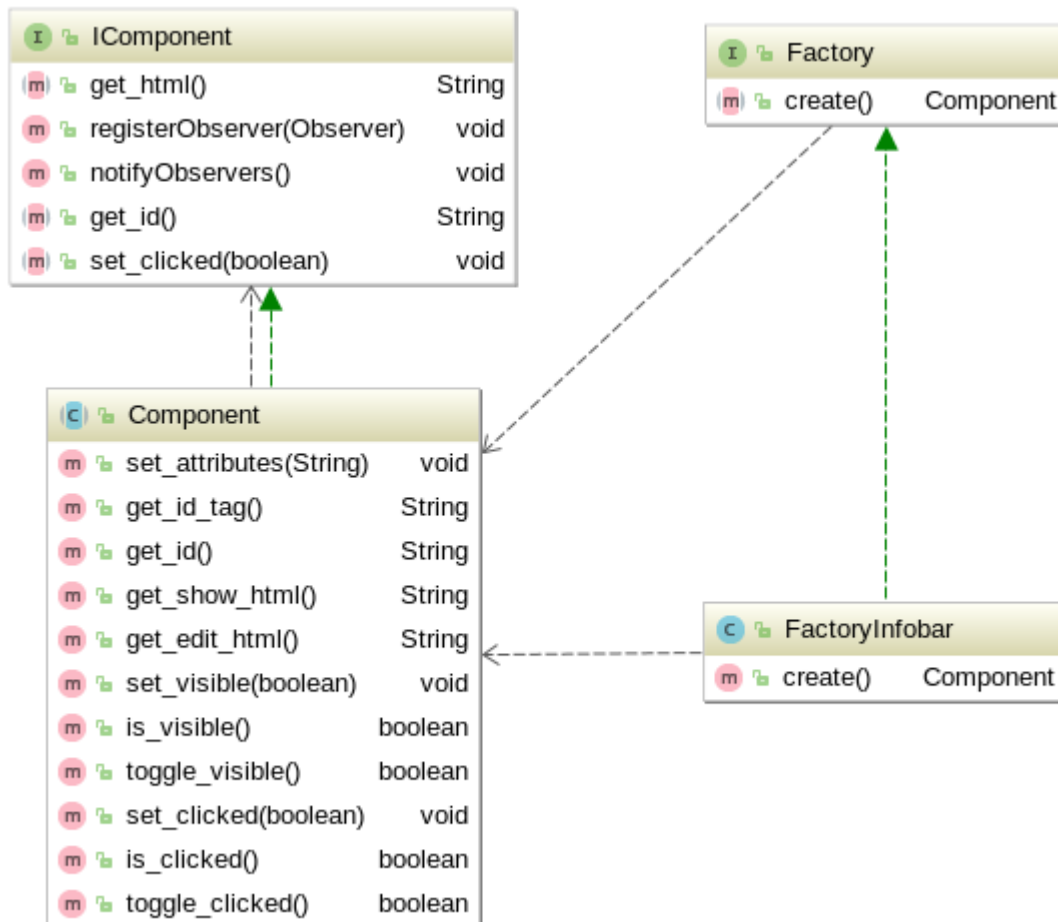 I IComponent
m get_html() String
m registerObserver(Observer) void
m notifyObservers() void
m get_id() String
m set_clicked(boolean) void
I Factory
m create() Component
C Component
m set_attributes(String) void
m get_id_tag() String
m get_id() String
m get_show_html() String
m get_edit_html() String
m set_visible(boolean) void
m is_visible() boolean
m toggle_visible() boolean
m set_clicked(boolean) void
m is_clicked() boolean
m toggle_clicked() boolean
C FactoryInfobar
m create() Component